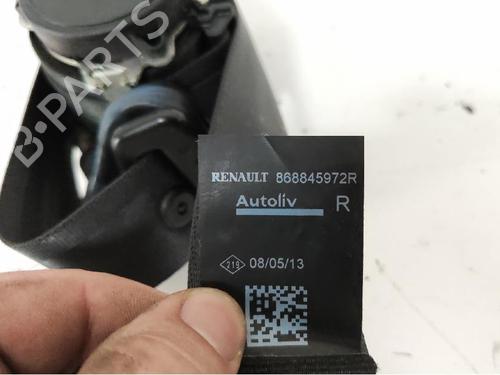 B-PARTS
RENAULT 868845972R
Autoliv R
219 08/05/13